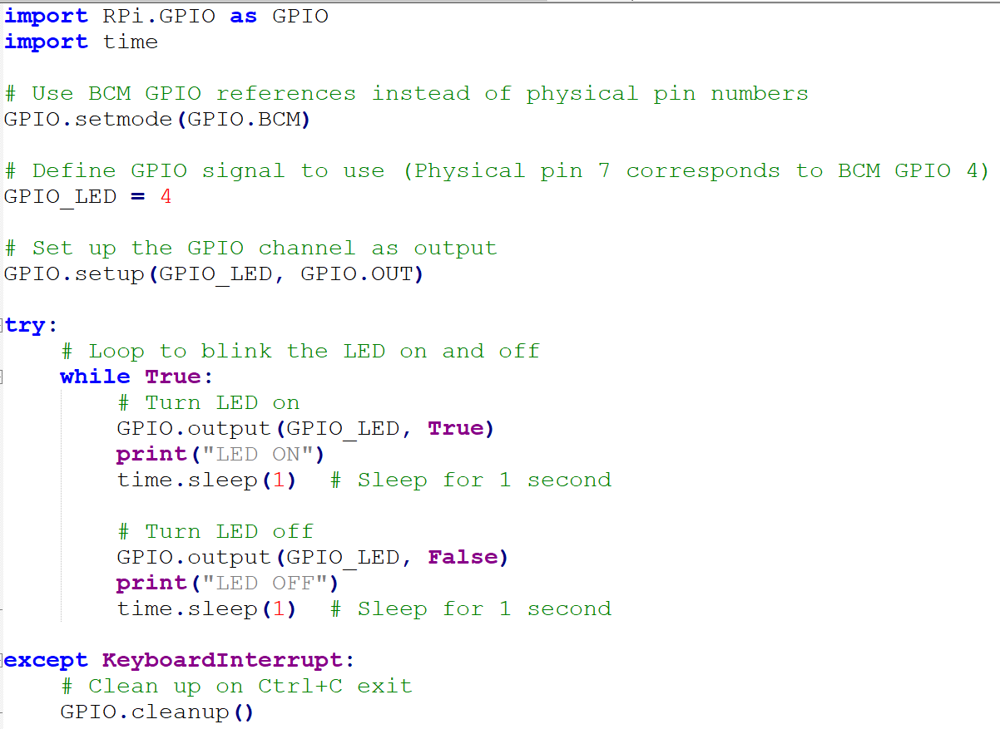 import RPi.GPIO as GPIO
import time
# Use BCM GPIO references instead of physical pin numbers
GPIO.setmode(GPIO.BCM)
# Define GPIO signal to use (Physical pin 7 corresponds to BCM GPIO 4)
GPIO_LED = 4
# Set up the GPIO channel as output
GPIO.setup(GPIO_LED, GPIO.OUT)
try:
    # Loop to blink the LED on and off
    while True:
        # Turn LED on
        GPIO.output(GPIO_LED, True)
        print("LED ON")
        time.sleep(1)  # Sleep for 1 second
        # Turn LED off
        GPIO.output(GPIO_LED, False)
        print("LED OFF")
        time.sleep(1)  # Sleep for 1 second
except KeyboardInterrupt:
    # Clean up on Ctrl+C exit
    GPIO.cleanup()